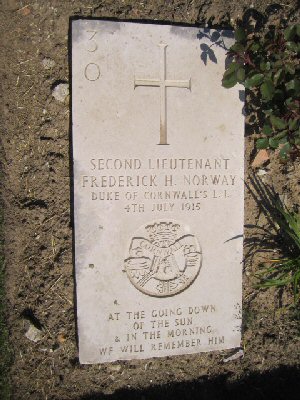 30
SECOND LIEUTENANT
FREDERICK H. NORWAY
DUKE OF CORNWALL'S L.I.
4TH JULY 1915
AT THE GOING DOWN
OF THE SUN
& IN THE MORNING
WE WILL REMEMBER HIM